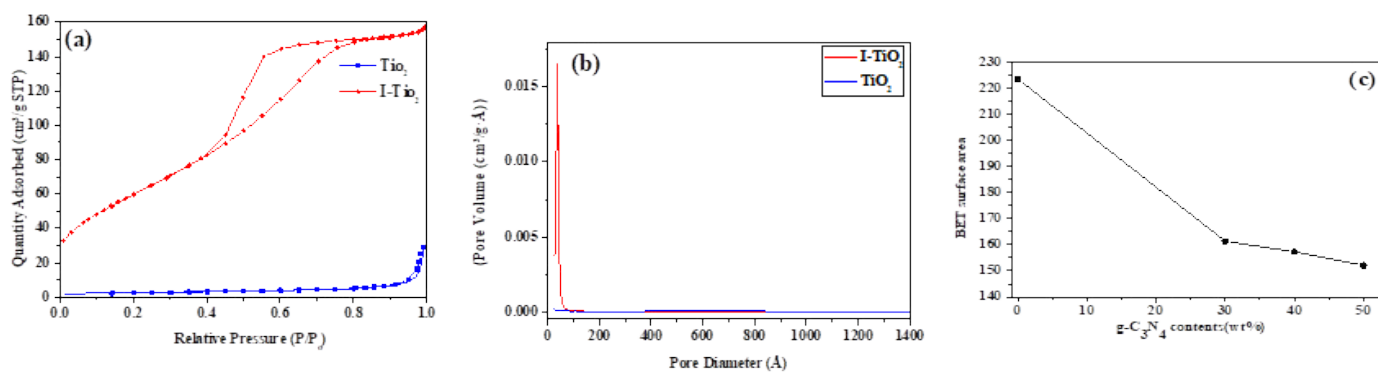 (a)
160
140
120
100
80
60
40
20
0
Quantity Adsorbed (cm³/g STP)
Tio₂
I-Tio₂
0.0 0.2 0.4 0.6 0.8 1.0
Relative Pressure (P/P₀)
(b)
0.015
0.010
0.005
0.000
(Pore Volume (cm³/g·Å))
I-TiO₂
TiO₂
200 400 600 800 1000 1200 1400
Pore Diameter (Å)
(c)
230
220
210
200
190
180
170
160
150
140
BET surface area
0 10 20 30 40 50
g-C₃N₄ contents(wt%)